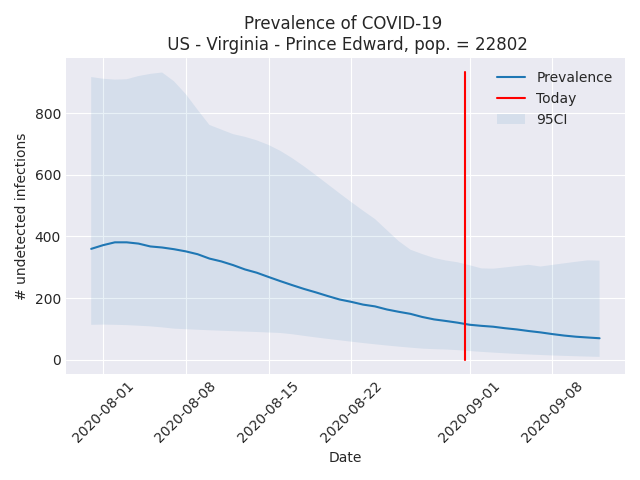 Prevalence of COVID-19
US - Virginia - Prince Edward, pop. = 22802
Prevalence
Today
95CI
# undetected infections
800
600
400
200
0
2020-08-01
2020-08-08
2020-08-15
2020-08-22
2020-09-01
2020-09-08
Date